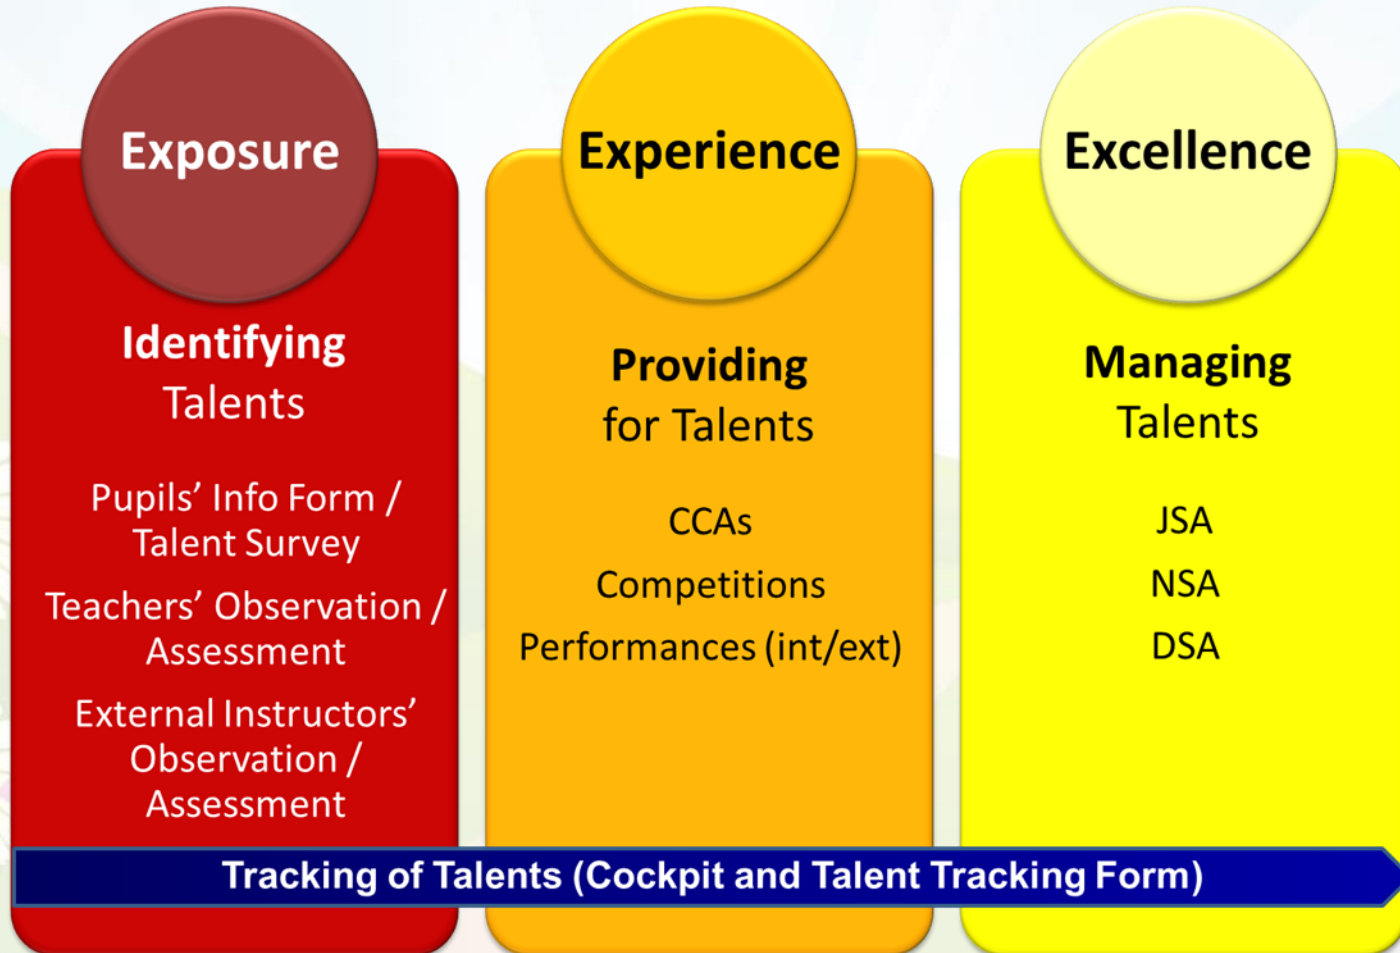 Exposure
Identifying
Talents
Pupils’ Info Form /
Talent Survey
Teachers’ Observation /
Assessment
External Instructors’
Observation /
Assessment
Experience
Providing
for Talents
CCAs
Competitions
Performances (int/ext)
Excellence
Managing
Talents
JSA
NSA
DSA
Tracking of Talents (Cockpit and Talent Tracking Form)